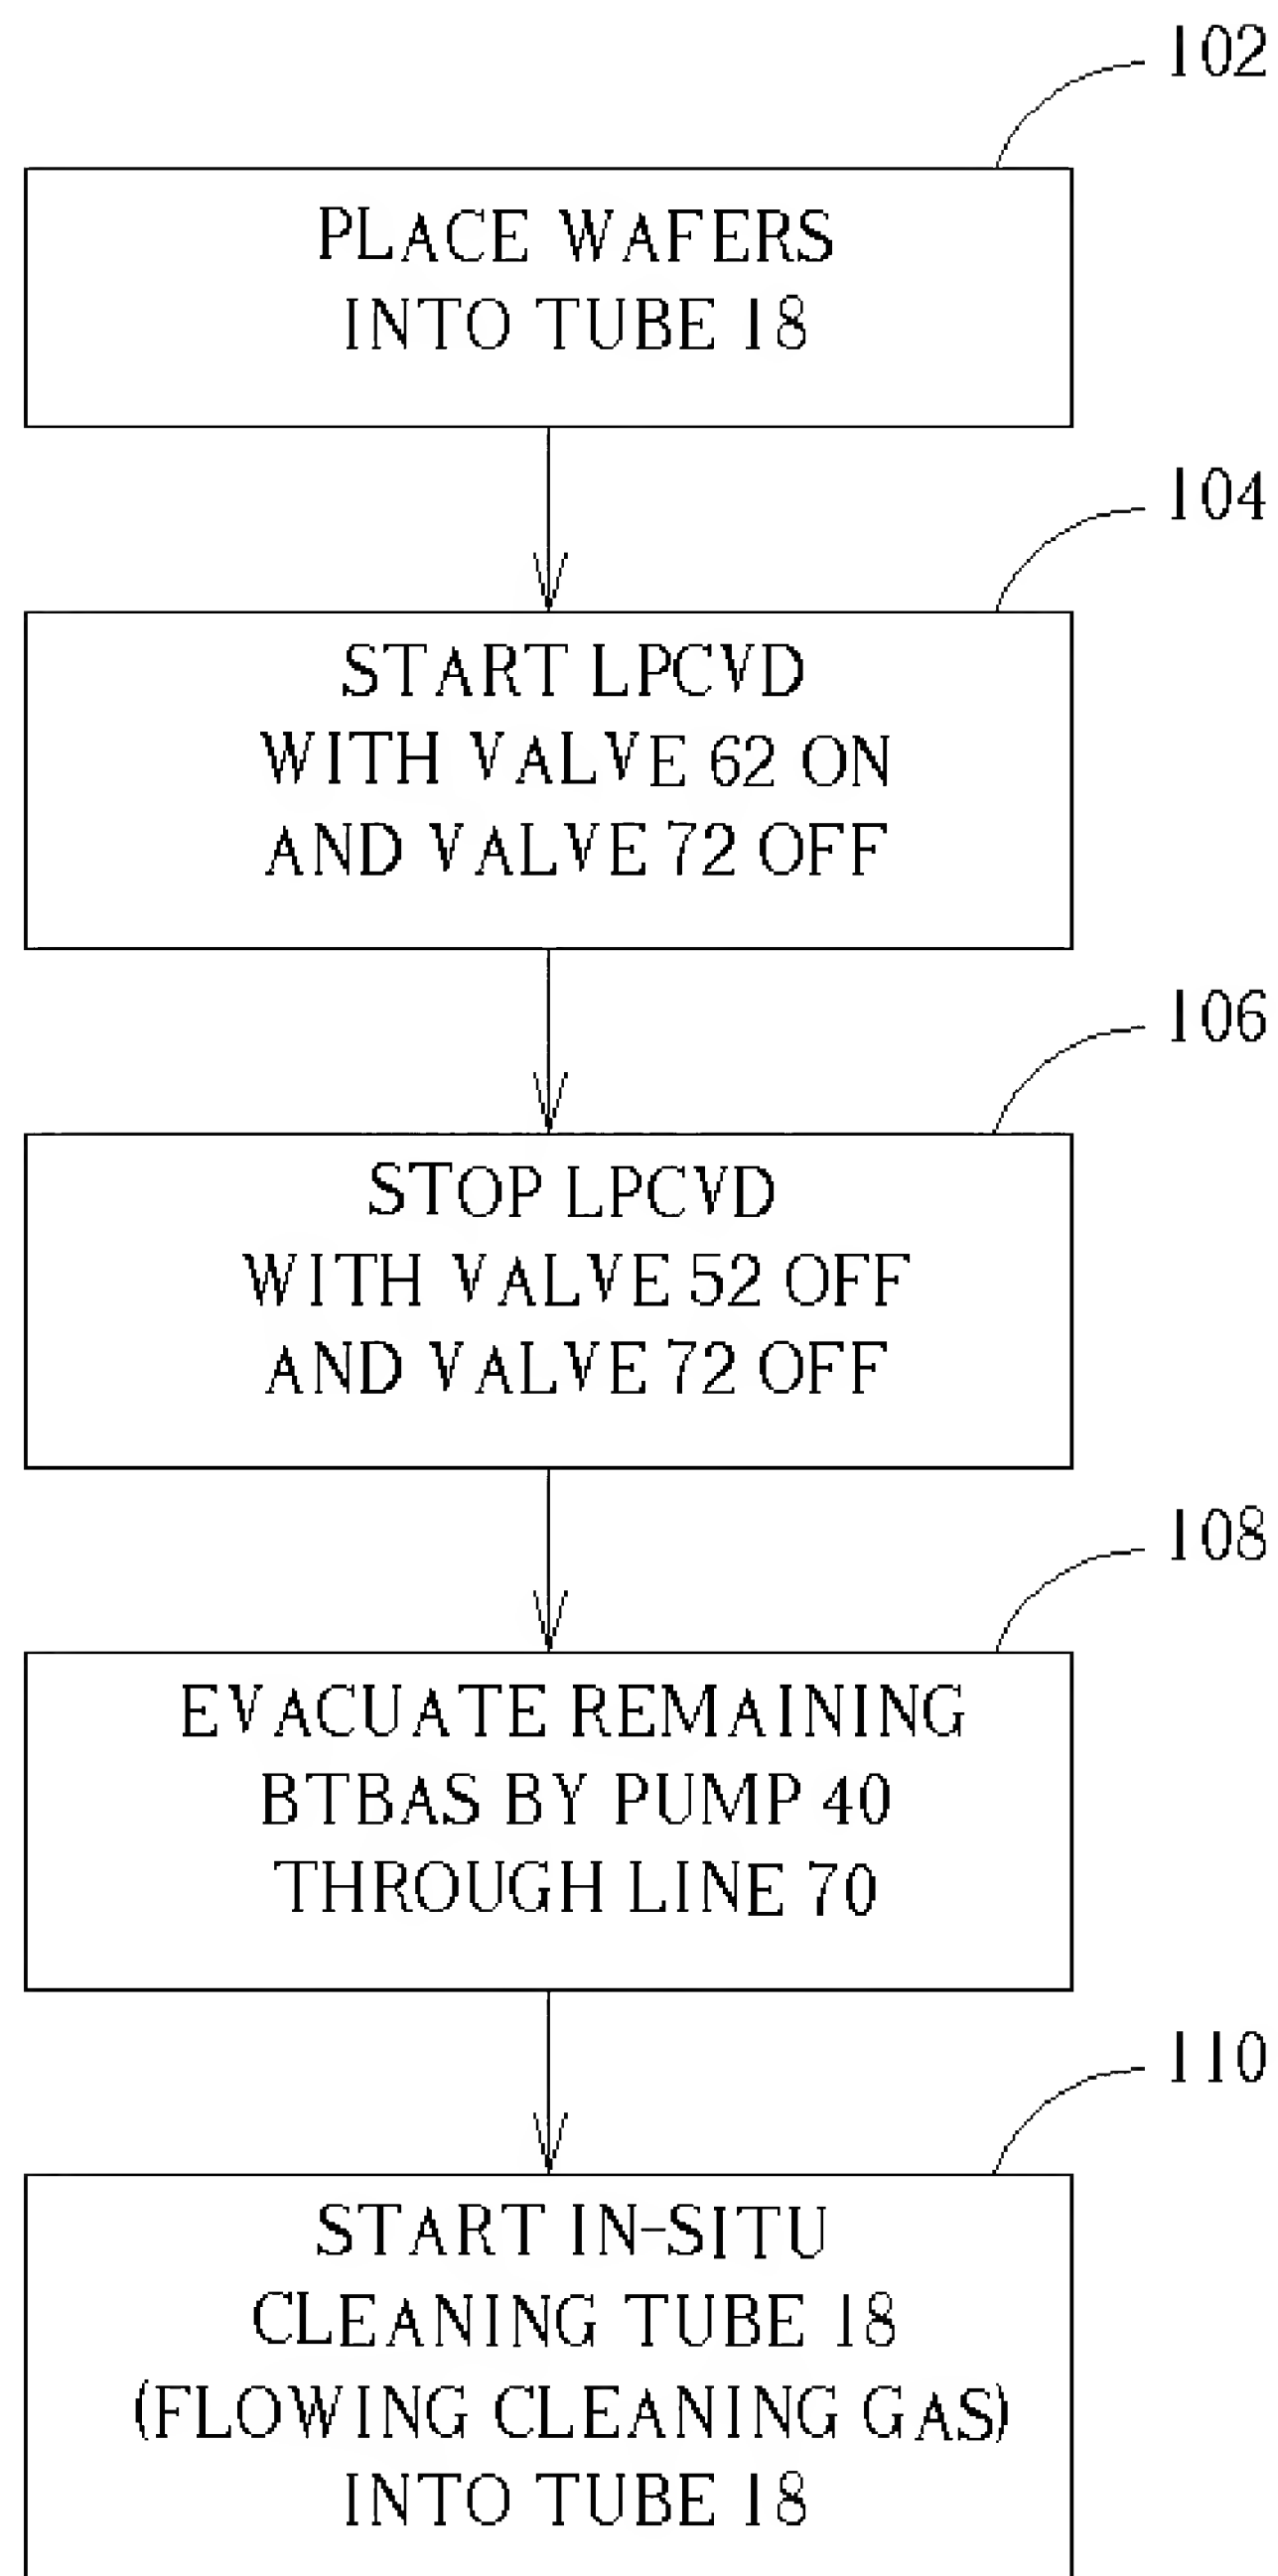 102
PLACE WAFERS
INTO TUBE 18
104
START LPCVD
WITH VALVE 62 ON
AND VALVE 72 OFF
106
STOP LPCVD
WITH VALVE 52 OFF
AND VALVE 72 OFF
108
EVACUATE REMAINING
BTBAS BY PUMP 40
THROUGH LINE 70
110
START IN-SITU
CLEANING TUBE 18
(FLOWING CLEANING GAS)
INTO TUBE 18